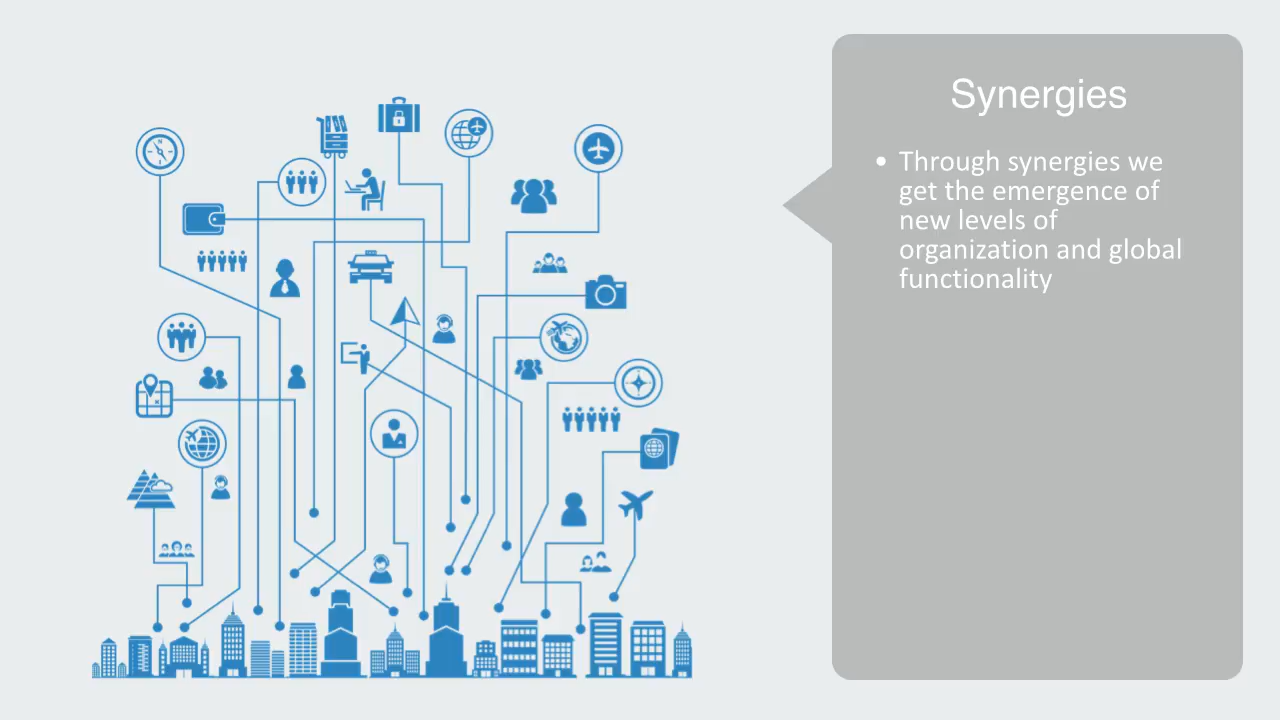 Synergies
• Through synergies we
get the emergence of
new levels of
organization and global
functionality